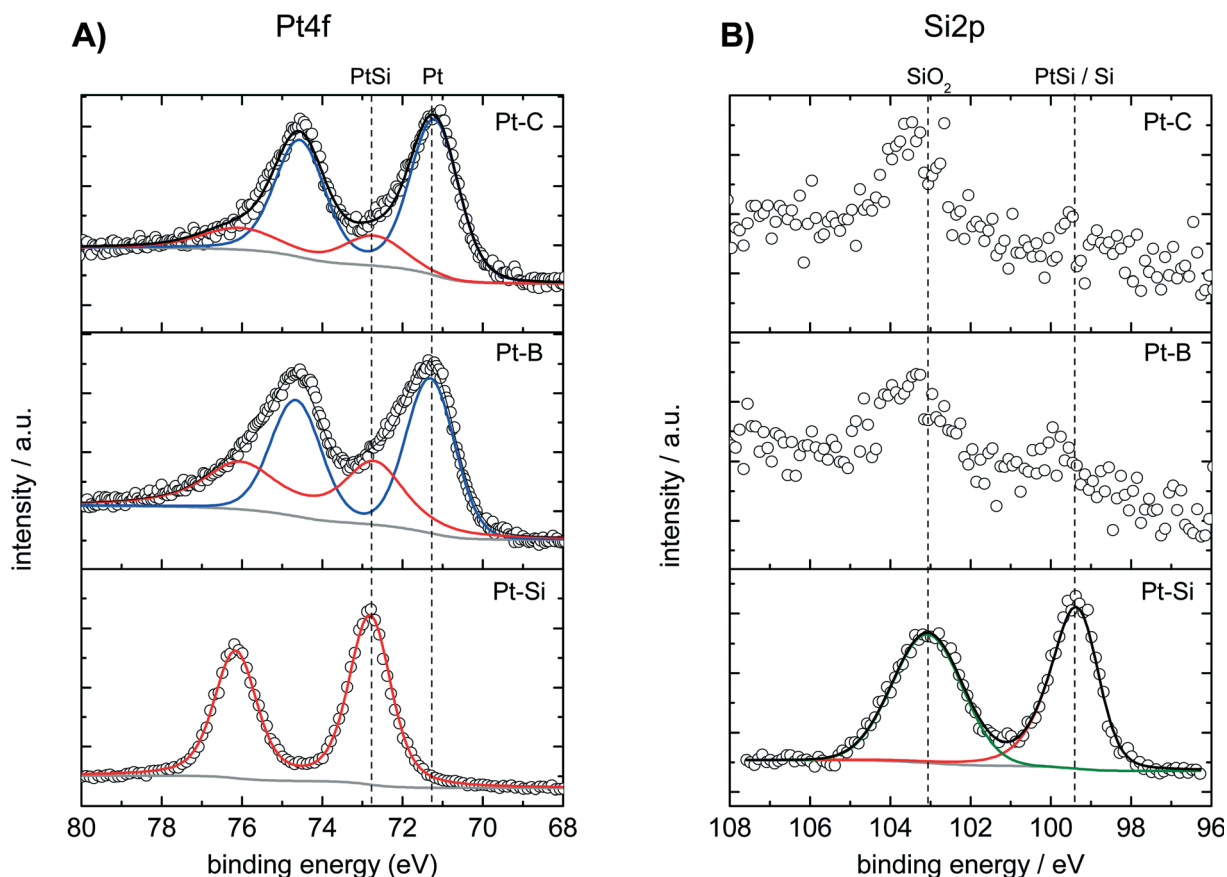 A) Pt4f
PtSi Pt
Pt-C
Pt-B
Pt-Si
intensity / a.u.
80 78 76 74 72 70 68
binding energy (eV)
B) Si2p
SiO₂ PtSi / Si
Pt-C
Pt-B
Pt-Si
intensity / a.u.
108 106 104 102 100 98 96
binding energy / eV